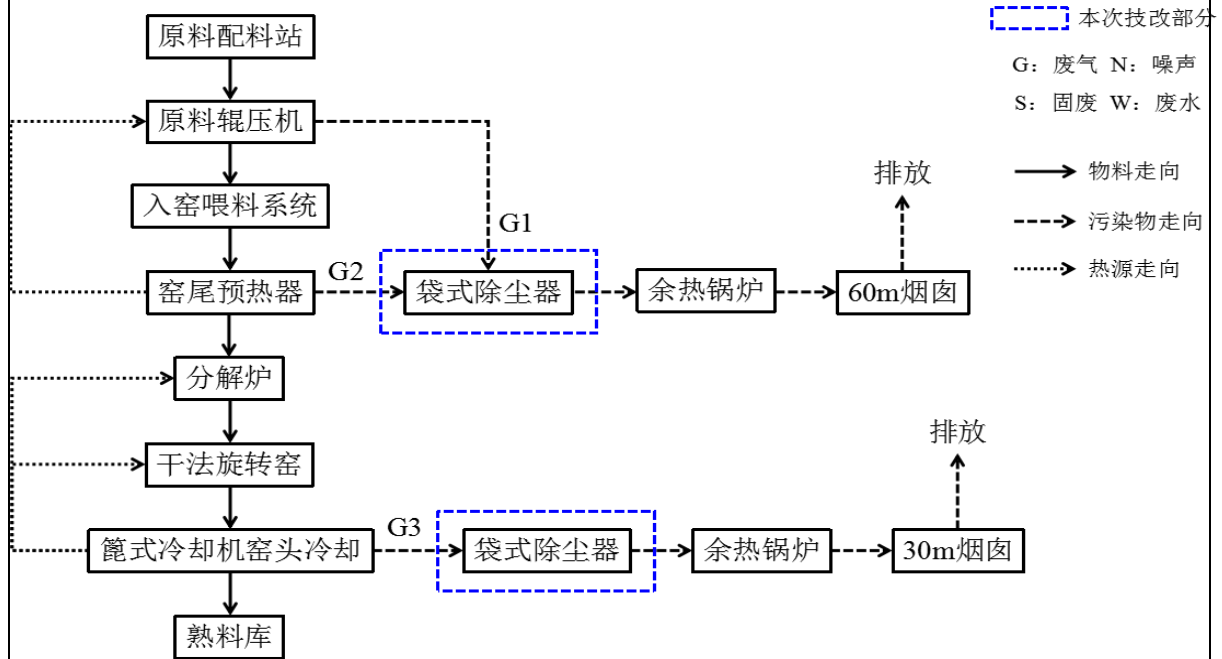 原料配料站
本次技改部分
G：废气 N：噪声
S：固废 W：废水
原料辊压机
物料走向
排放
入窑喂料系统
G1
污染物走向
G2
热源走向
窑尾预热器
袋式除尘器
余热锅炉
60m烟囱
分解炉
排放
干法旋转窑
G3
篦式冷却机窑头冷却
袋式除尘器
余热锅炉
30m烟囱
熟料库